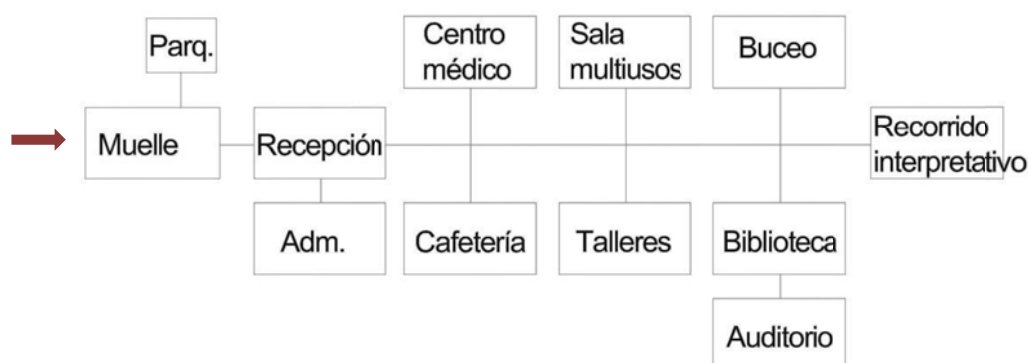 Parq.
Centro
médico
Sala
multiusos
Buceo
Muelle
Recepción
Recorrido
interpretativo
Adm.
Cafetería
Talleres
Biblioteca
Auditorio